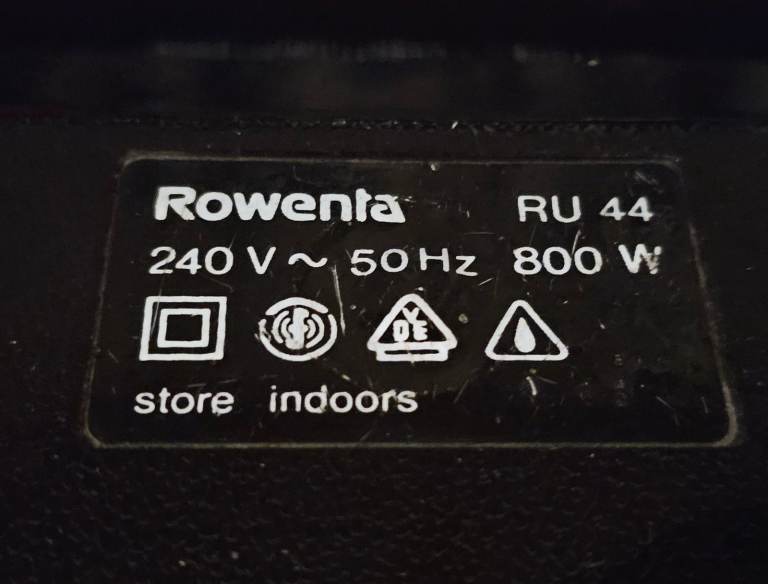 Rowenta RU 44
240 V ~ 50 Hz 800 W
VDE
store indoors